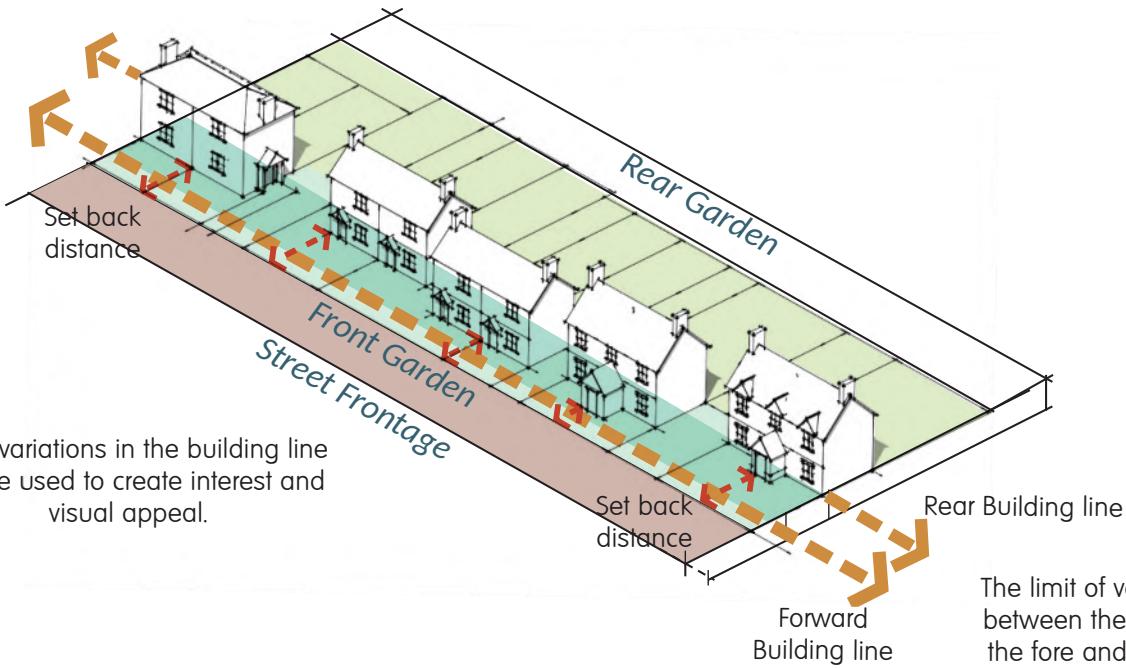 Rear Garden
Set back
distance
Front Garden
Street Frontage
variations in the building line
e used to create interest and
visual appeal.
Set back
distance
Rear Building line
Forward
Building line
The limit of v
between the
the fore and